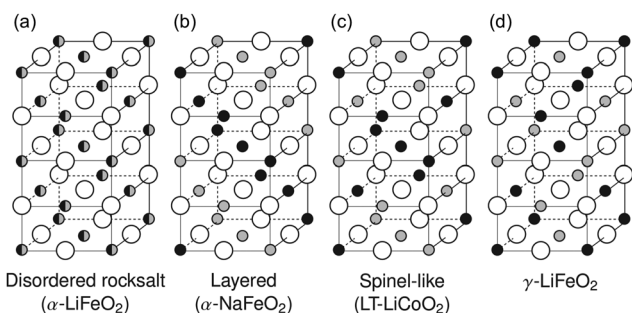 (a) (b) (c) (d)
Disordered rocksalt Layered Spinel-like γ-LiFeO2
(α-LiFeO2) (α-NaFeO2) (LT-LiCoO2)